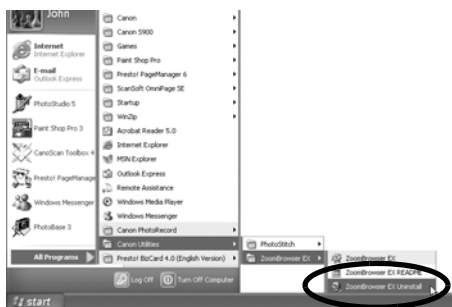 John
Internet
Internet Explorer
E-mail
Outlook Express
PhotoStudio 5
Paint Shop Pro 3
CanoScan Toolbox 4
Presto! PageManage
Windows Messenger
PhotoBase 3
All Programs
Canon
Canon S900
Games
Paint Shop Pro
Presto! PageManager 6
ScanSoft OmniPage SE
Startup
WinZip
Acrobat Reader 5.0
Internet Explorer
MSN Explorer
Outlook Express
Remote Assistance
Windows Media Player
Windows Messenger
Canon PhotoRecord
Canon Utilities
Presto! BizCard 4.0 (English Version)
PhotoStitch
ZoomBrowser EX
ZoomBrowser EX
ZoomBrowser EX README
ZoomBrowser EX Uninstall
Log Off
Turn Off Computer
start